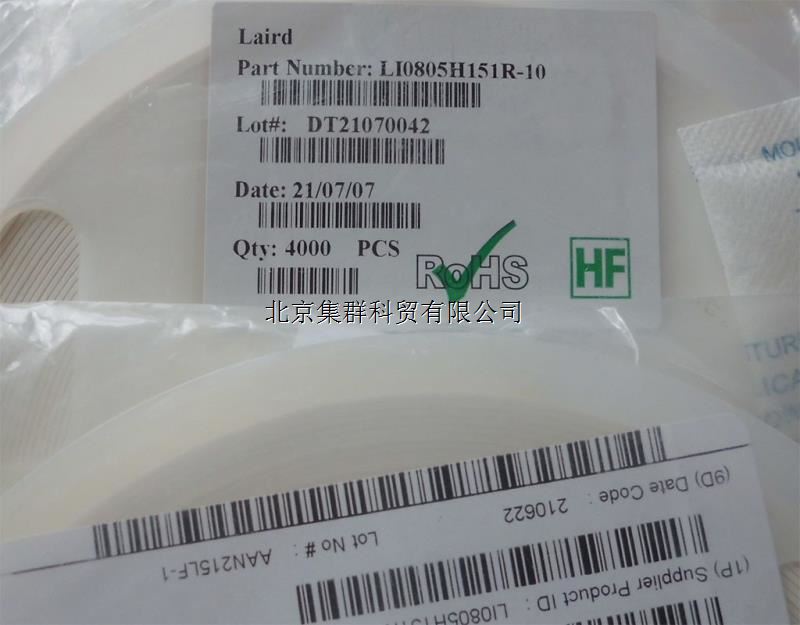 Laird
Part Number: LI0805H151R-10
Lot#: DT21070042
Date: 21/07/07
Qty: 4000 PCS
RoHS
HF
北京集群科贸有限公司
(9D) Date Code : 210622
Lot No # : AAN215LF-1
(1P) Supplier Product ID : LI0805H151